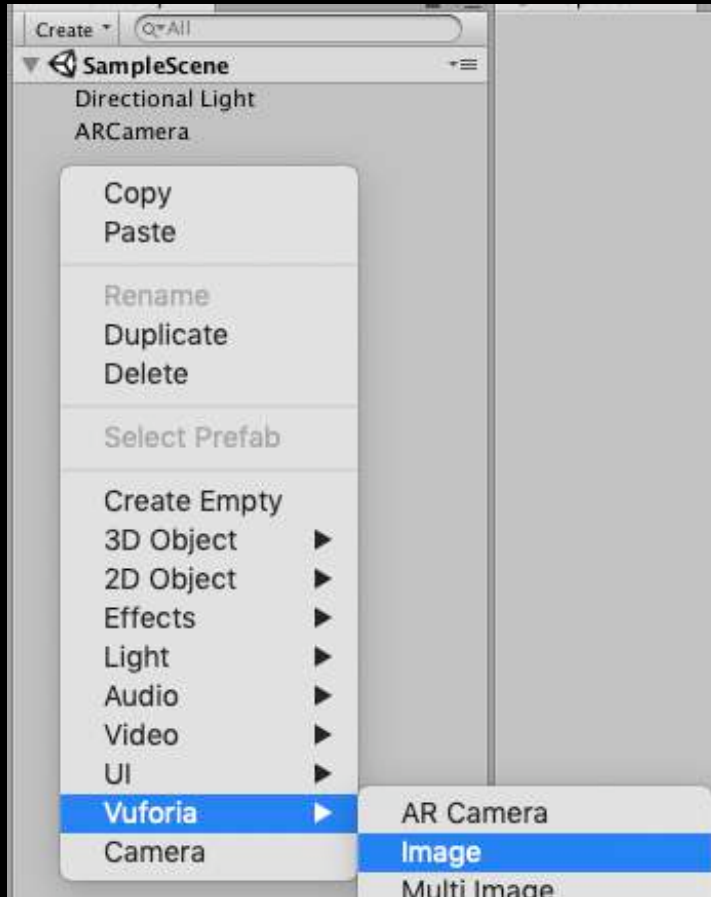 Create
All
SampleScene
Directional Light
ARCamera
Copy
Paste
Rename
Duplicate
Delete
Select Prefab
Create Empty
3D Object
2D Object
Effects
Light
Audio
Video
UI
Vuforia
Camera
AR Camera
Image
Multi Image